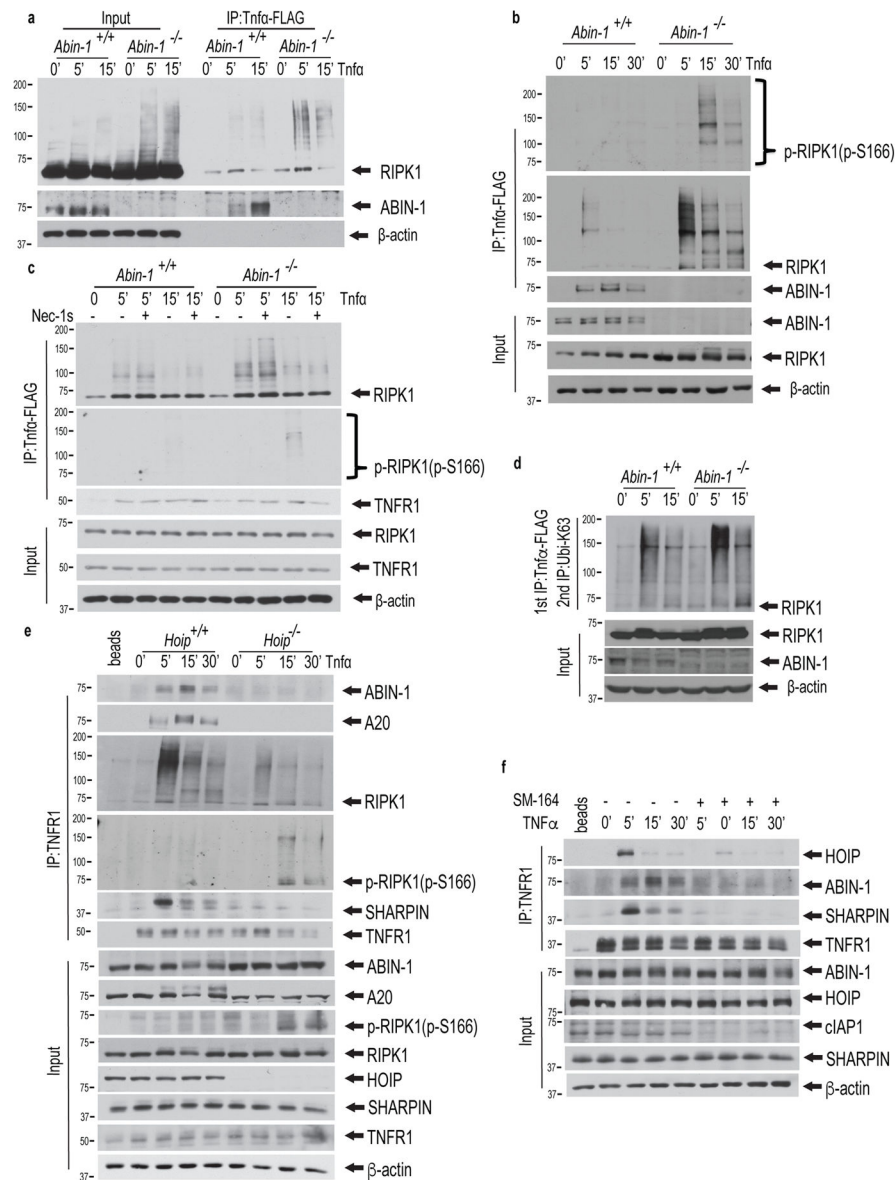 a
Input IP:Tnfα-FLAG
Abin-1 +/+ Abin-1 -/- Abin-1 +/+ Abin-1 -/-
0' 5' 15' 0' 5' 15' 0' 5' 15' 0' 5' 15' Tnfα
200
150
100
75
RIPK1
75
ABIN-1
37
β-actin
b
Abin-1 +/+ Abin-1 -/-
0' 5' 15' 30' 0' 5' 15' 30' Tnfα
IP:Tnfα-FLAG
200
150
100
75
p-RIPK1(p-S166)
200
150
100
75
RIPK1
75
ABIN-1
Input
75
ABIN-1
75
RIPK1
37
β-actin
c
Abin-1 +/+ Abin-1 -/-
0 5' 5' 15' 15' 0 5' 5' 15' 15' Tnfα
Nec-1s - - + - + - - + - +
IP:Tnfα-FLAG
200
150
100
75
RIPK1
200
150
100
75
p-RIPK1(p-S166)
50
TNFR1
Input
75
RIPK1
50
TNFR1
37
β-actin
d
Abin-1 +/+ Abin-1 -/-
0' 5' 15' 0' 5' 15'
1st IP:Tnfα-FLAG
2nd IP:Ubi-K63
200
150
100
75
RIPK1
Input
75
RIPK1
75
ABIN-1
37
β-actin
e
Hoip+/+ Hoip-/-
beads 0' 5' 15' 30' 0' 5' 15' 30' Tnfα
IP:TNFR1
75
ABIN-1
75
A20
200
150
100
75
RIPK1
200
150
100
75
p-RIPK1(p-S166)
50
37
SHARPIN
50
TNFR1
Input
75
ABIN-1
75
A20
75
p-RIPK1(p-S166)
75
RIPK1
100
HOIP
50
37
SHARPIN
50
TNFR1
37
β-actin
f
SM-164 - - - - + + + +
beads
TNFα 0' 5' 15' 30' 5' 0' 15' 30'
IP:TNFR1
75
HOIP
75
ABIN-1
37
SHARPIN
37
TNFR1
Input
75
ABIN-1
75
HOIP
50
cIAP1
37
SHARPIN
37
β-actin